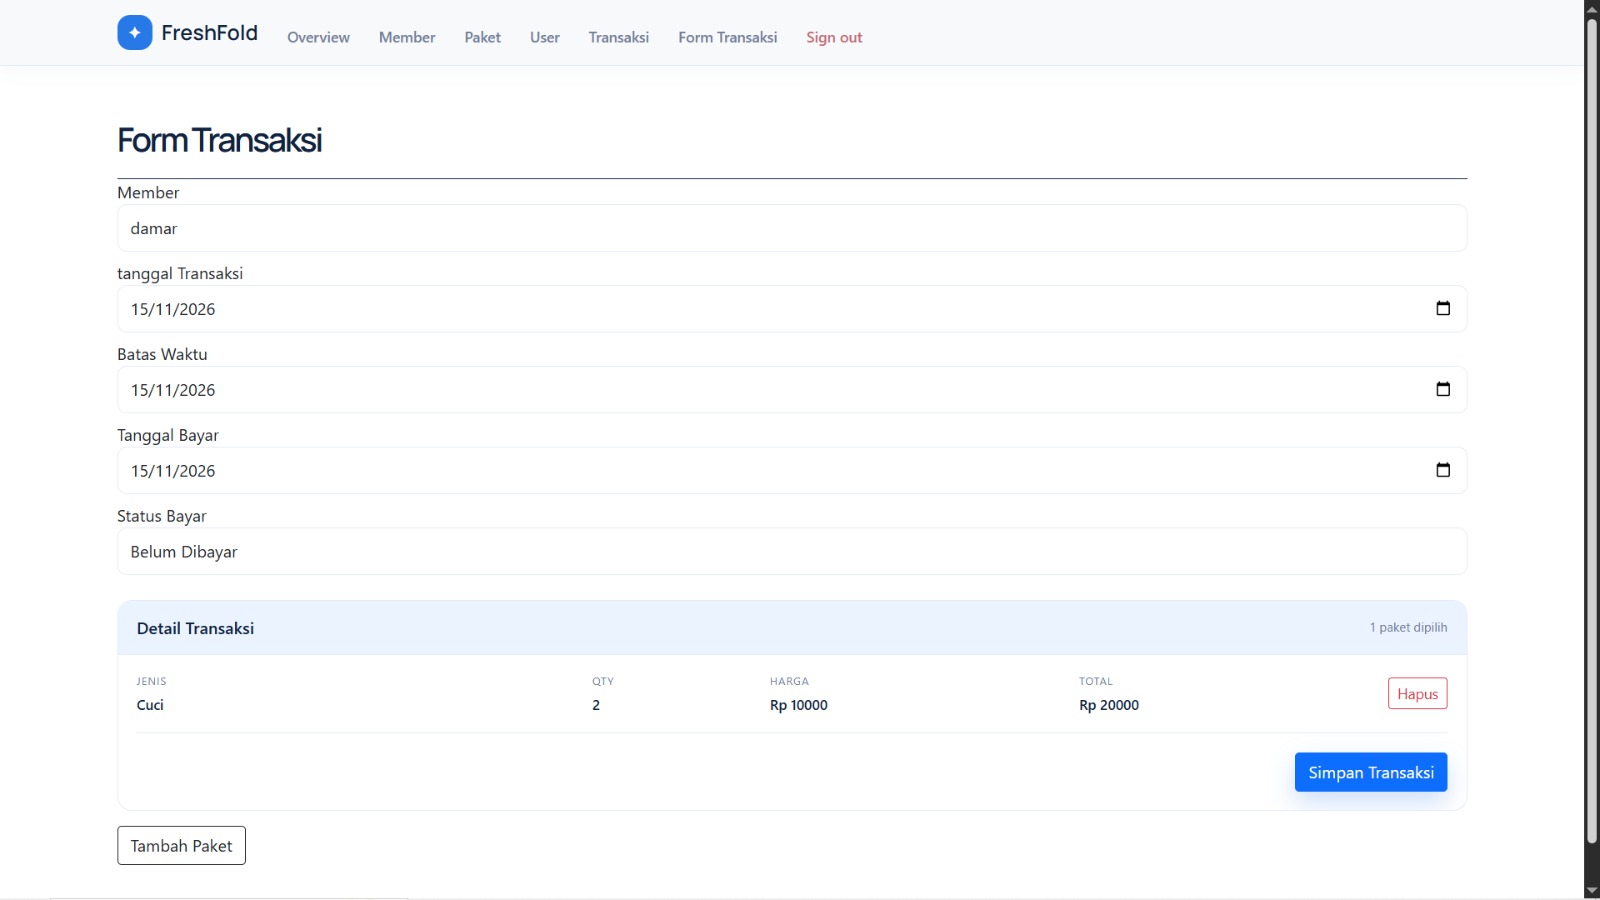 FreshFold Overview Member Paket User Transaksi Form Transaksi Sign out
Form Transaksi
Member
damar
tanggal Transaksi
15/11/2026
Batas Waktu
15/11/2026
Tanggal Bayar
15/11/2026
Status Bayar
Belum Dibayar
Detail Transaksi 1 paket dipilih
JENIS QTY HARGA TOTAL
Cuci 2 Rp 10000 Rp 20000 Hapus
Simpan Transaksi
Tambah Paket